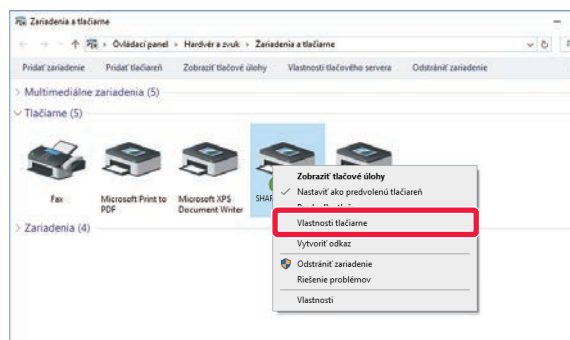 Zariadenia a tlačiarne
Ovládací panel › Hardvér a zvuk › Zariadenia a tlačiarne
Pridať zariadenie Pridať tlačiareň Zobraziť tlačové úlohy Vlastnosti tlačového servera Odstrániť zariadenie
Multimediálne zariadenia (5)
Tlačiarne (5)
Fax
Microsoft Print to
PDF
Microsoft XPS
Document Writer
SHAR
Zobraziť tlačové úlohy
Nastaviť ako predvolenú tlačiareň
Vlastnosti tlačiarne
Vytvoriť odkaz
Odstrániť zariadenie
Riešenie problémov
Vlastnosti
Zariadenia (4)